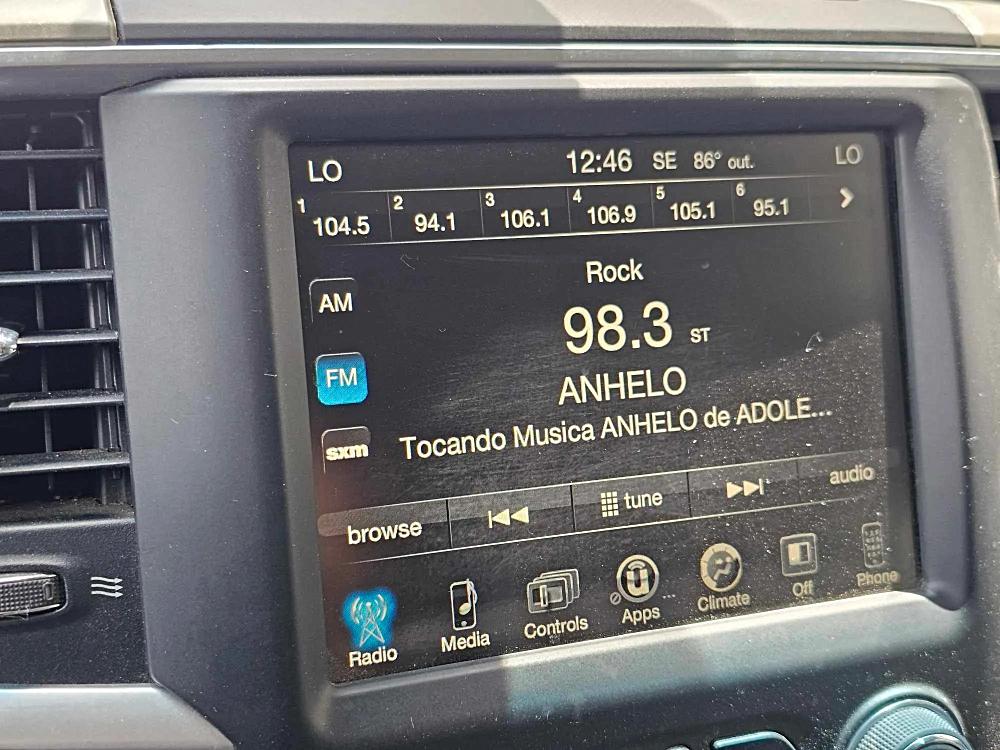 LO 12:46 SE 86° out. LO
1 104.5 2 94.1 3 106.1 4 106.9 5 105.1 6 95.1
Rock
AM
98.3 ST
FM
ANHELO
Tocando Musica ANHELO de ADOLE...
sxm
browse tune audio
Radio Media Controls Apps Climate Off Phone